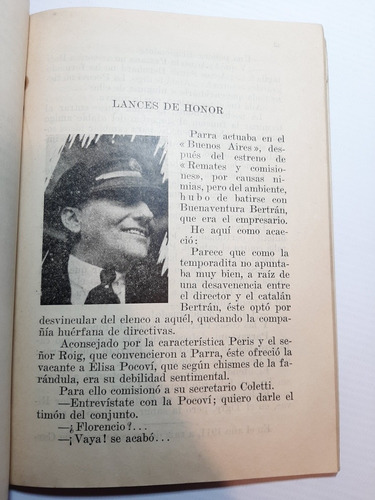 LANCES DE HONOR
Parra actuaba en el
«Buenos Aires», des-
pués del estreno de
«Remates y comisio-
nes», por causas ni-
mias, pero del ambiente,
hubo de batirse con
Buenaventura Bertrán,
que era el empresario.
He aquí como acae-
ció:
Parece que como la
temporadita no apunta-
ba muy bien, a raíz de
una desavenencia entre
el director y el catalán
Bertrán, éste optó por
desvincular del elenco a aquél, quedando la compa-
ñía huérfana de directivas.
Aconsejado por la característica Peris y el se-
ñor Roig, que convencieron a Parra, éste ofreció la
vacante a Elisa Pocoví, que según chismes de la fa-
rándula, era su debilidad sentimental.
Para ello comisionó a su secretario Coletti.
—Entrevístate con la Pocoví; quiero darle el
timón del conjunto.
—¿Florencio?...
—¡Vaya! se acabó...